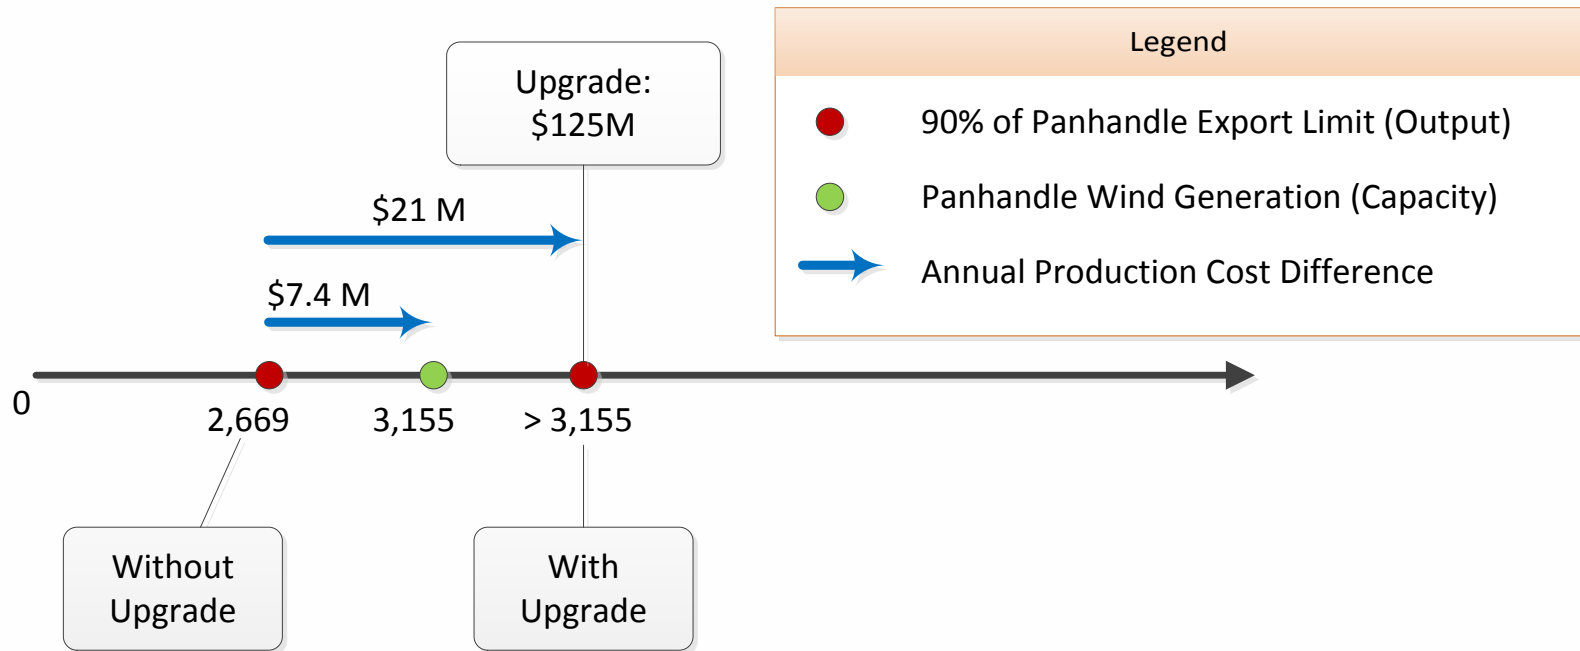 Legend
Upgrade:
$125M
90% of Panhandle Export Limit (Output)
Panhandle Wind Generation (Capacity)
Annual Production Cost Difference
$21 M
$7.4 M
0
2,669
3,155
> 3,155
Without
Upgrade
With
Upgrade